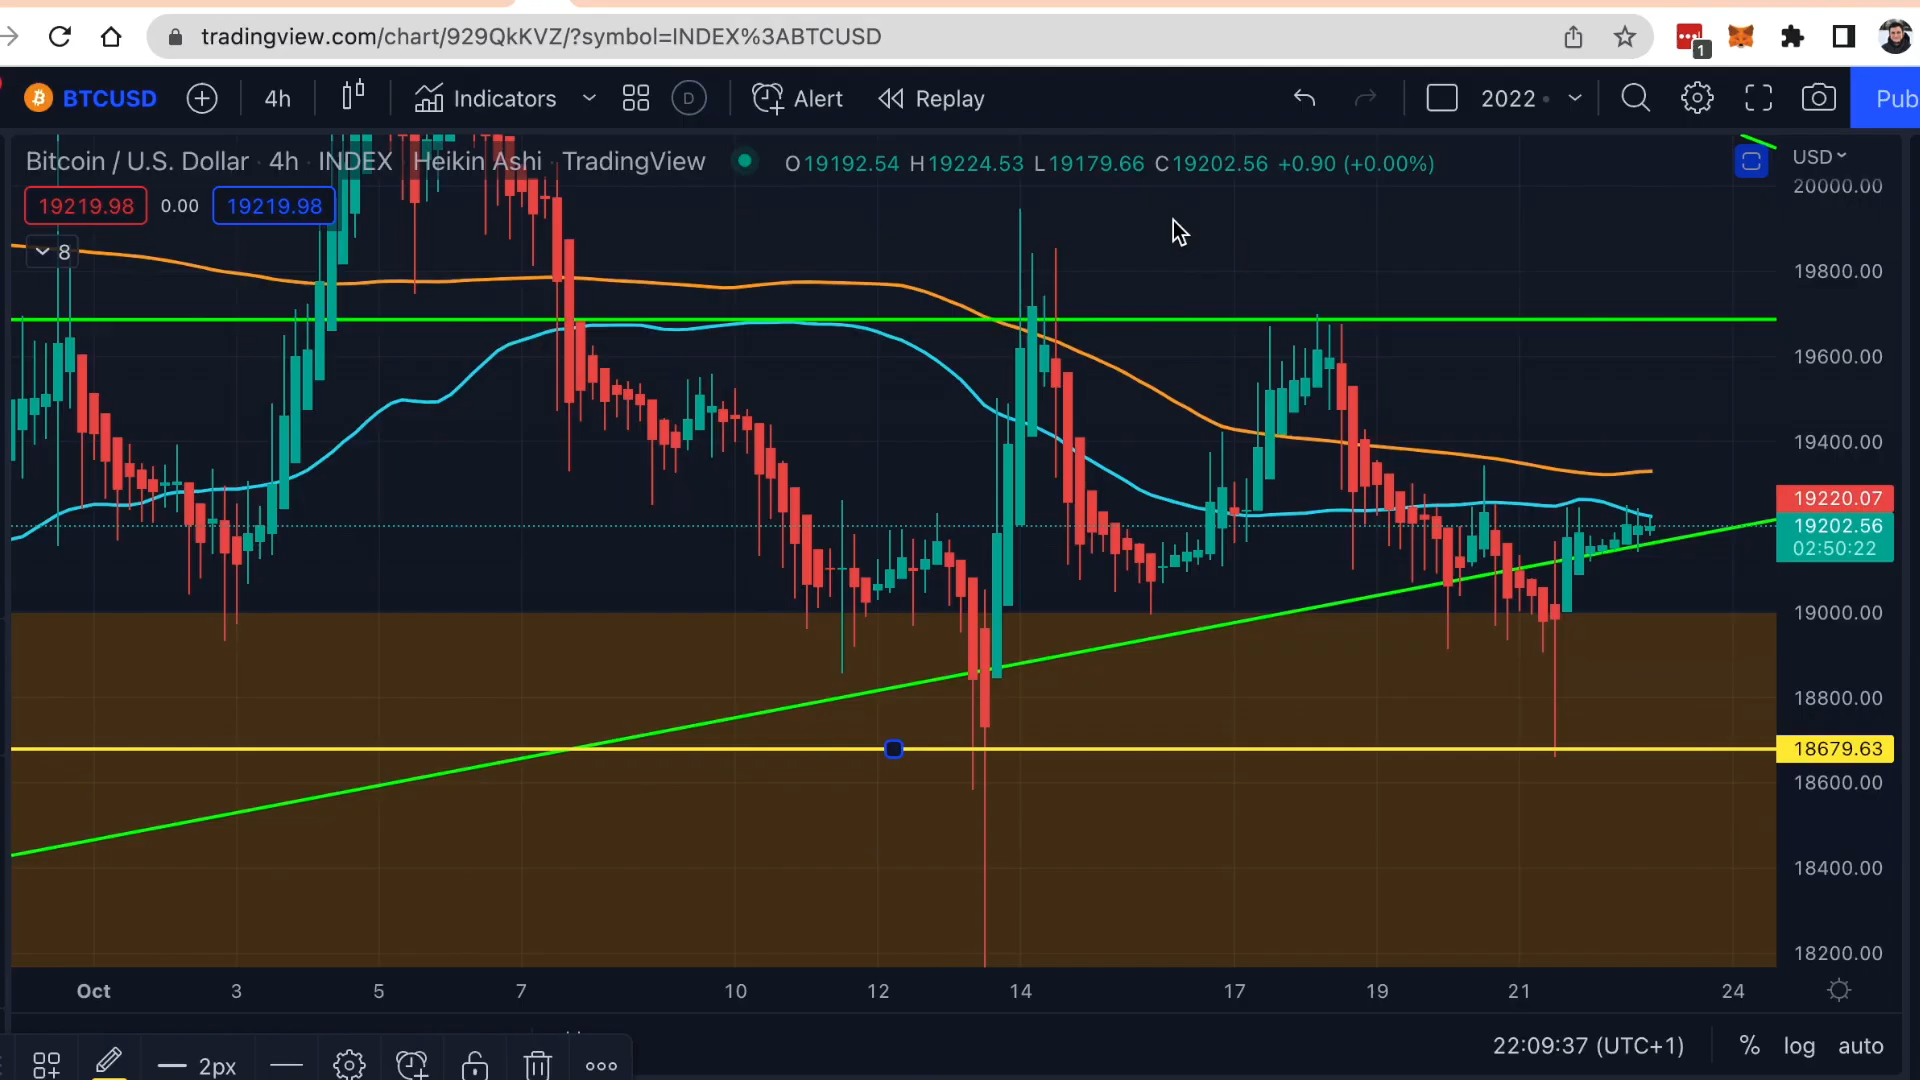 tradingview.com/chart/929QkKVZ/?symbol=INDEX%3ABTCUSD
1
BTCUSD 4h Indicators D Alert Replay 2022 Pub
Bitcoin / U.S. Dollar · 4h · INDEX Heikin Ashi TradingView O19192.54 H19224.53 L19179.66 C19202.56 +0.90 (+0.00%) USD
20000.00
19219.98 0.00 19219.98
8
19800.00
19600.00
19400.00
19220.07
19202.56
02:50:22
19000.00
18800.00
18679.63
18600.00
18400.00
18200.00
Oct 3 5 7 10 12 14 17 19 21 24
22:09:37 (UTC+1) % log auto
2px